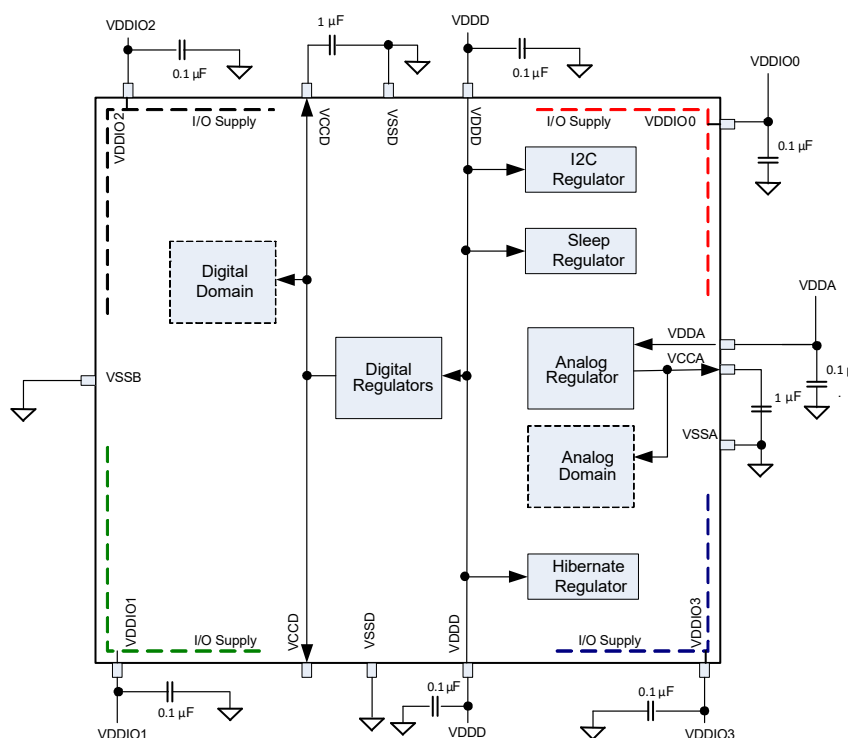 VDDIO2
1 µF
VDDD
VDDIO0
0.1 µF
0.1 µF
0.1 µF
VDDIO2
I/O Supply
VCCD
VSSD
VDDD
I/O Supply
VDDIO0
I2C
Regulator
Digital
Domain
Sleep
Regulator
VDDA
VDDA
VCCA
Digital
Regulators
Analog
Regulator
0.1 µ
.
1 µF
VSSB
VSSA
Analog
Domain
Hibernate
Regulator
VDDIO1
I/O Supply
VCCD
VSSD
VDDD
I/O Supply
VDDIO3
0.1 µF
0.1 µF
0.1 µF
VDDIO1
VDDD
VDDIO3